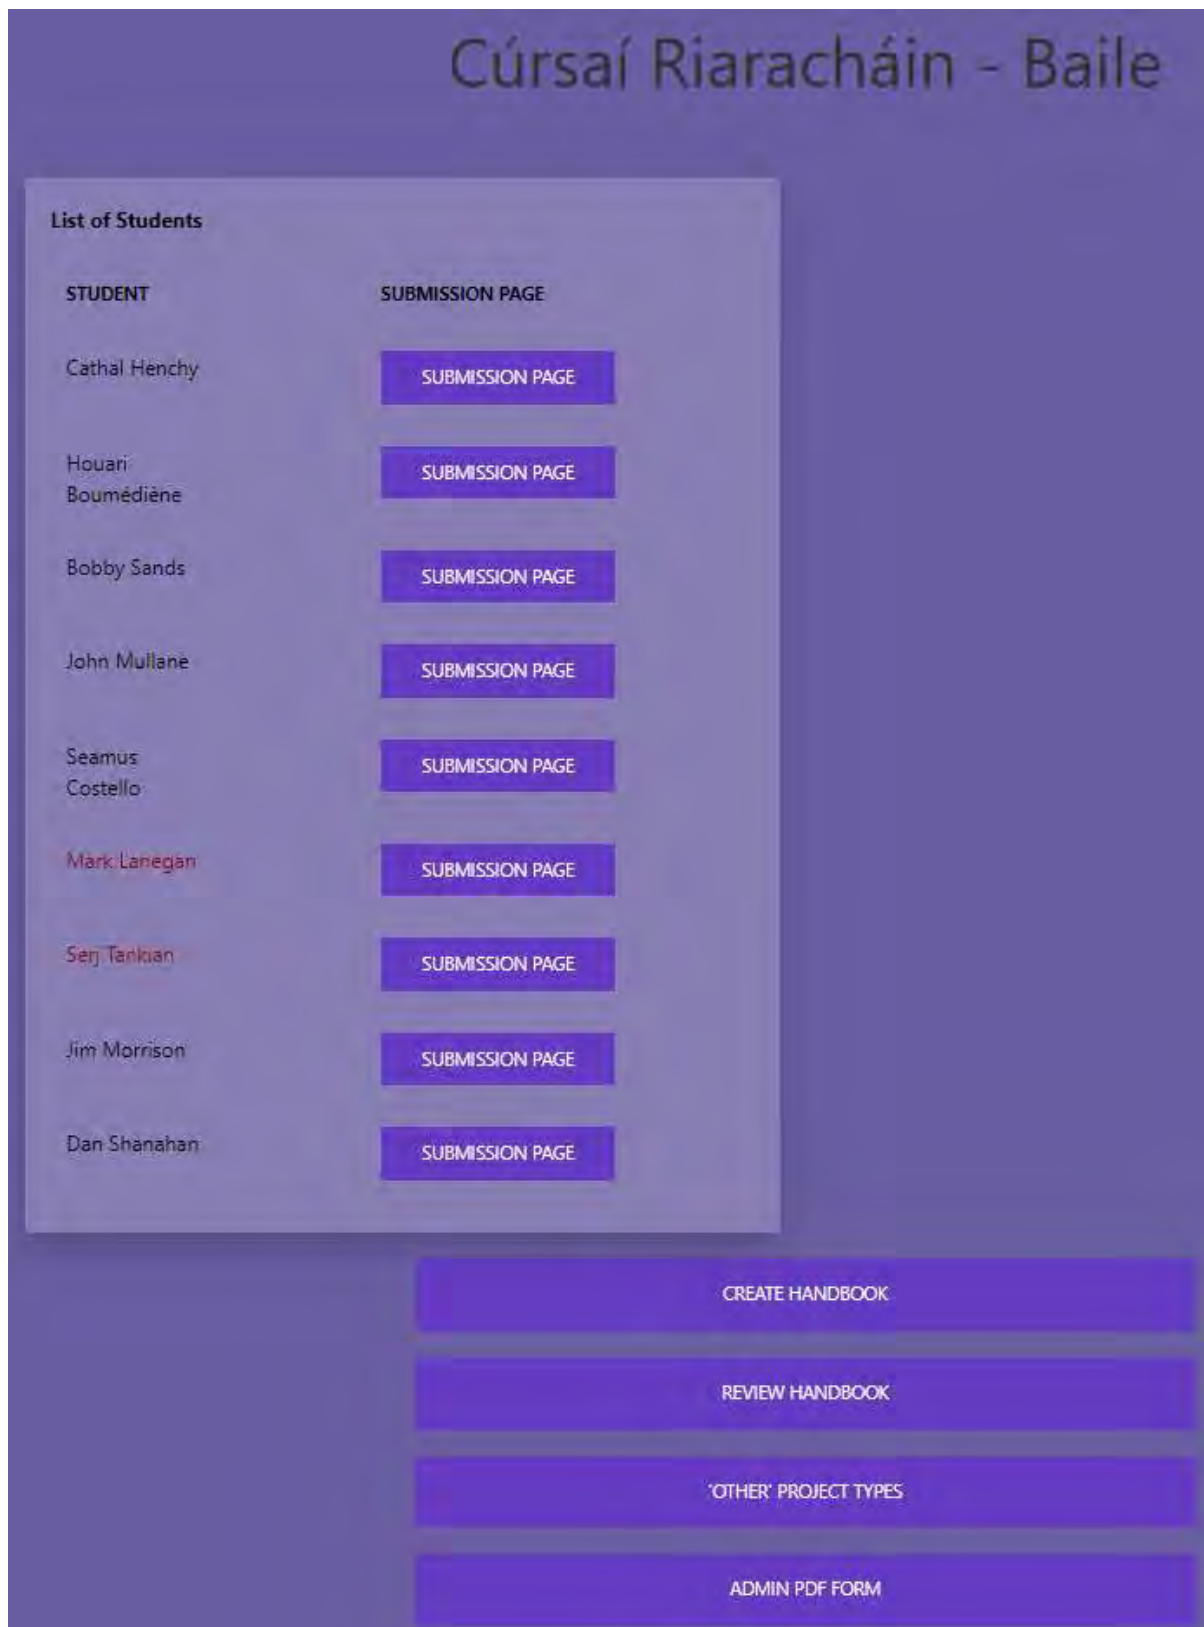 Cúrsaí Riaracháin - Baile
List of Students
STUDENT SUBMISSION PAGE
Cathal Henchy SUBMISSION PAGE
Houari SUBMISSION PAGE
Boumédiène
Bobby Sands SUBMISSION PAGE
John Mullane SUBMISSION PAGE
Seamus SUBMISSION PAGE
Costello
Mark Lanegan SUBMISSION PAGE
Serj Tankian SUBMISSION PAGE
Jim Morrison SUBMISSION PAGE
Dan Shanahan SUBMISSION PAGE
CREATE HANDBOOK
REVIEW HANDBOOK
'OTHER' PROJECT TYPES
ADMIN PDF FORM